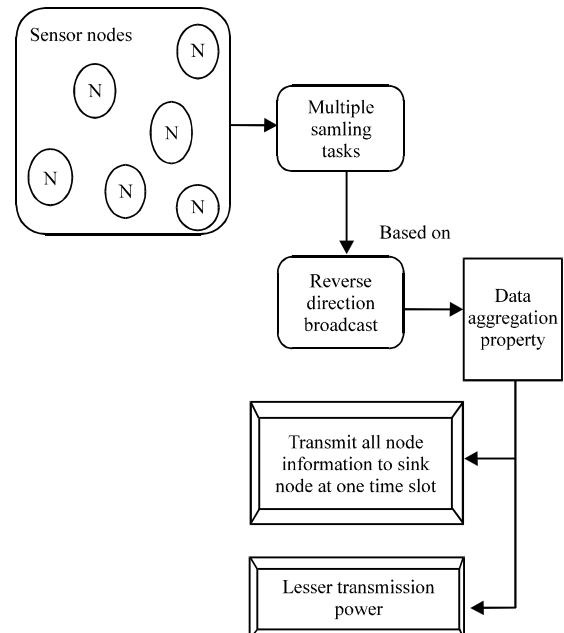 Sensor nodes
N
N
N
N
N
N
Multiple
samling
tasks
Based on
Reverse
direction
broadcast
Data
aggregation
property
Transmit all node
information to sink
node at one time slot
Lesser transmission
power